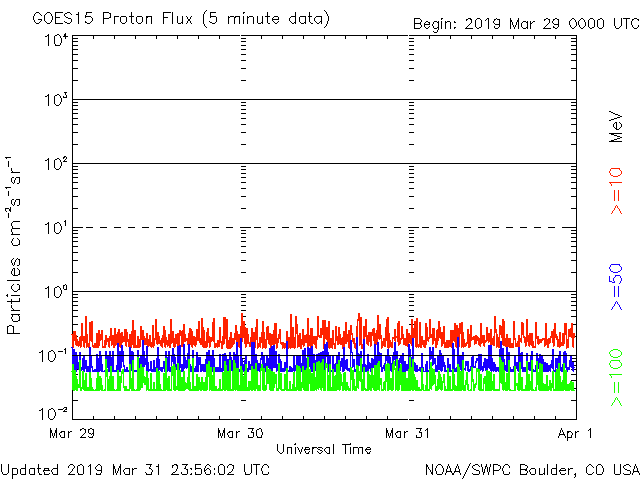 GOES15 Proton Flux (5 minute data)
Begin: 2019 Mar 29 0000 UTC
10⁴
10³
10²
10¹
10⁰
10⁻¹
10⁻²
Particles cm⁻²s⁻¹sr⁻¹
MeV
>=10
>=50
>=100
Mar 29 Mar 30 Mar 31 Apr 1
Universal Time
Updated 2019 Mar 31 23:56:02 UTC
NOAA/SWPC Boulder, CO USA